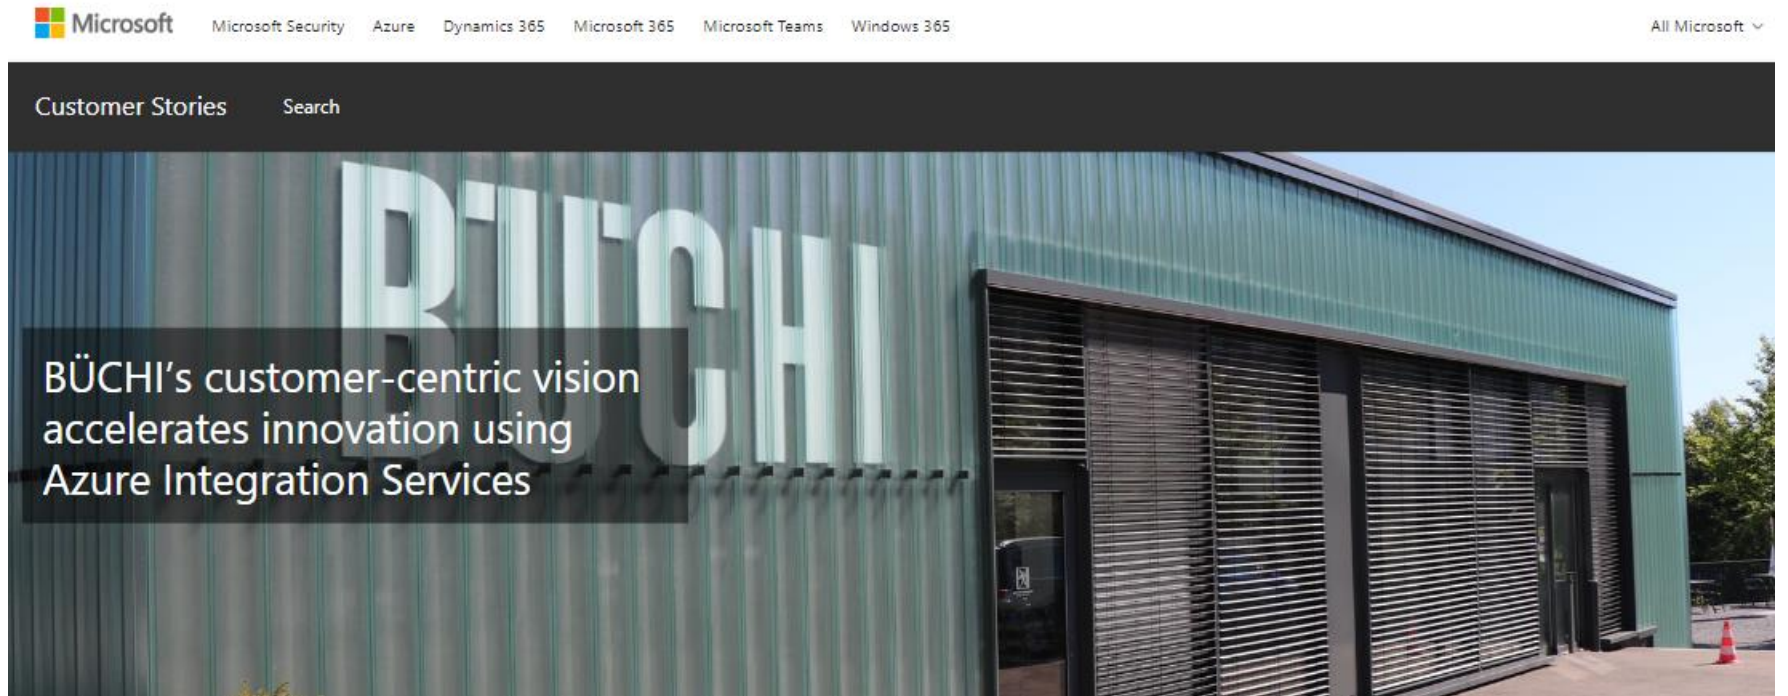 Microsoft Microsoft Security Azure Dynamics 365 Microsoft 365 Microsoft Teams Windows 365 All Microsoft
Customer Stories Search
BÜCHI
BÜCHI’s customer-centric vision
accelerates innovation using
Azure Integration Services